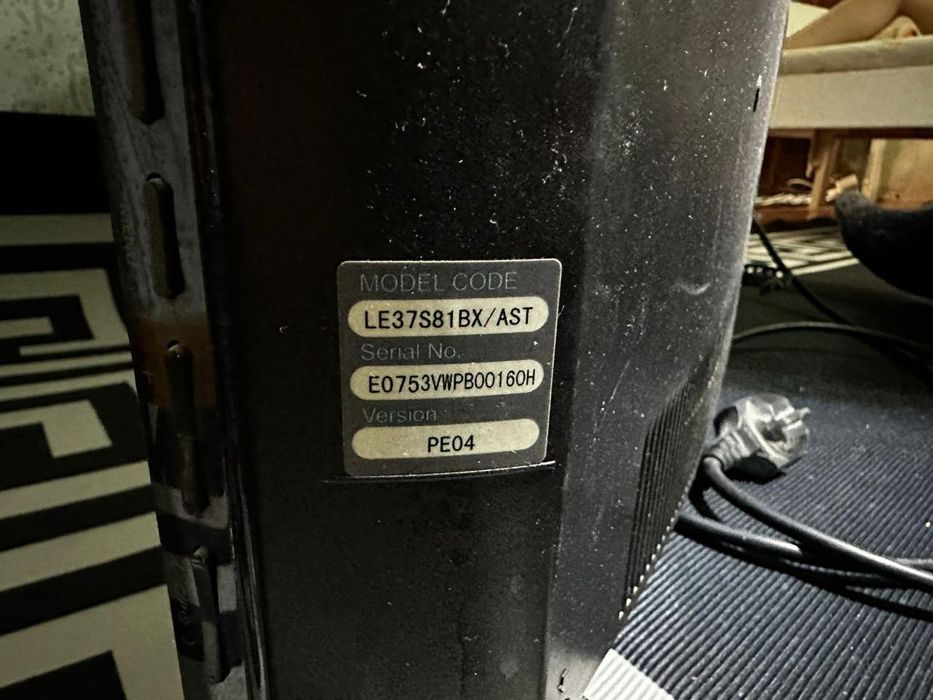 MODEL CODE
LE37S81BX/AST
Serial No.
E0753VWPB00160H
Version
PE04